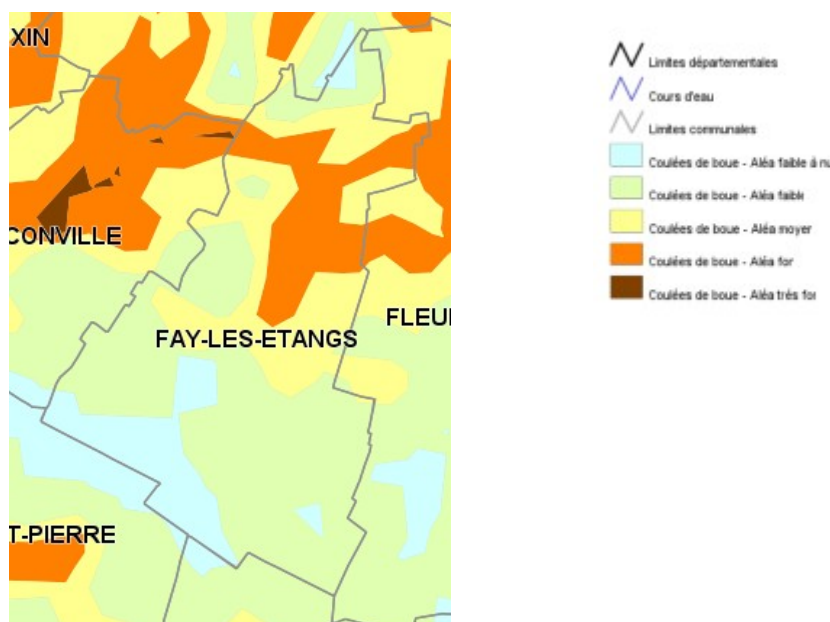 XIN
CONVILLE
FAY-LES-ETANGS
FLEU
T-PIERRE
Limites départementales
Cours d'eau
Limites communales
Coulées de boue - Aléa faible à nu
Coulées de boue - Aléa faibl
Coulées de boue - Aléa moyer
Coulées de boue - Aléa for
Coulées de boue - Aléa trés for